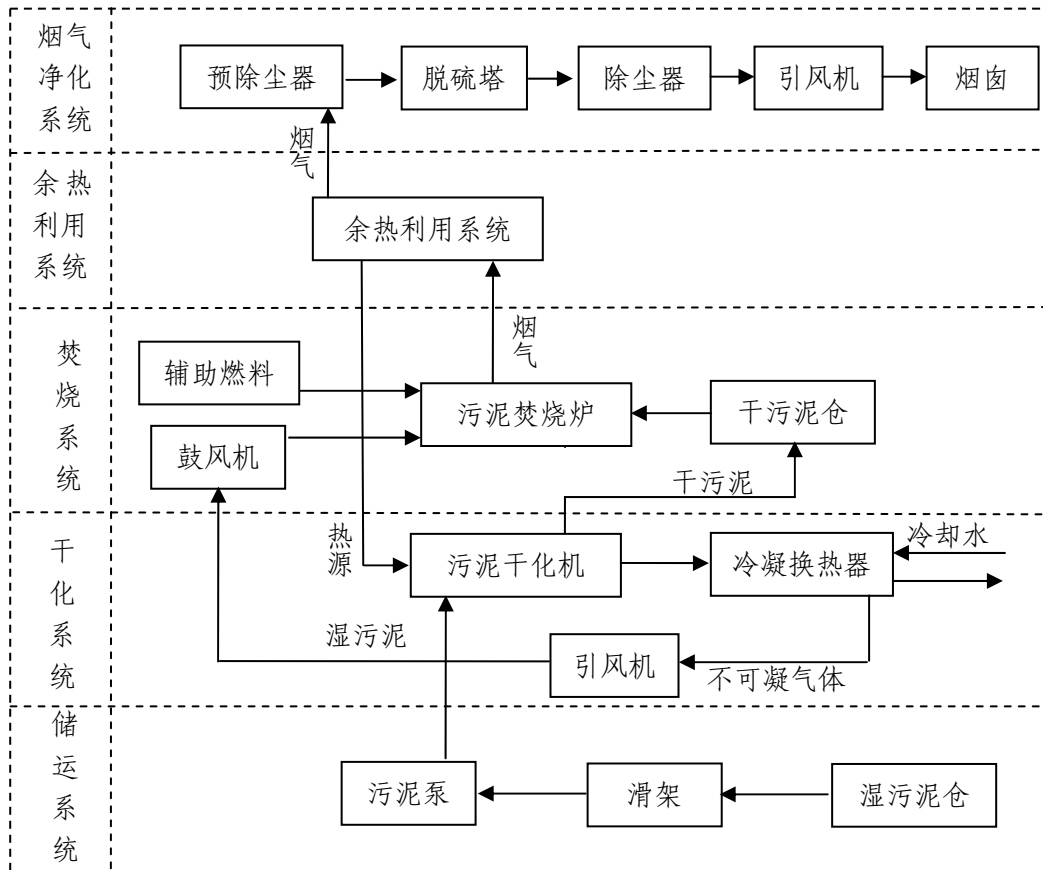 烟气
净化
系统
预除尘器
脱硫塔
除尘器
引风机
烟囱
烟气
余热
利用
系统
余热利用系统
烟气
焚烧系统
辅助燃料
污泥焚烧炉
干污泥仓
鼓风机
干污泥
干化系统
热源
污泥干化机
冷凝换热器
冷却水
湿污泥
引风机
不可凝气体
储运系统
污泥泵
滑架
湿污泥仓